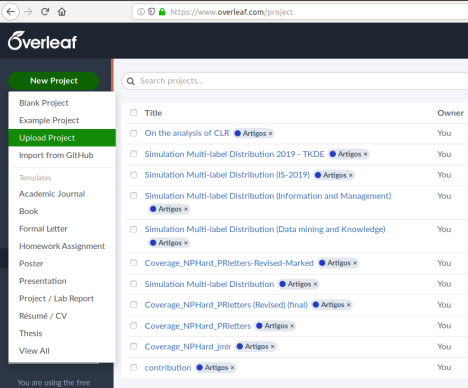 https://www.overleaf.com/project
Overleaf
New Project
Blank Project
Example Project
Upload Project
Import from GitHub
Templates
Academic Journal
Book
Formal Letter
Homework Assignment
Poster
Presentation
Project / Lab Report
Résumé / CV
Thesis
View All
You are using the free
Search projects...
Title Owner
On the analysis of CLR Artigos × You
Simulation Multi-label Distribution 2019 - TKDE Artigos × You
Simulation Multi-label Distribution (IS-2019) Artigos × You
Simulation Multi-label Distribution (Information and Management) You
Artigos ×
Simulation Multi-label Distribution (Data mining and Knowledge) You
Artigos ×
Coverage_NPHard_PRletters-Revised-Marked Artigos × You
Simulation Multi-label Distribution Artigos × You
Coverage_NPHard_PRletters (Revised) (final) Artigos × You
Coverage_NPHard_PRletters Artigos × You
Coverage_NPHard_jmlr Artigos × You
contribution Artigos × You